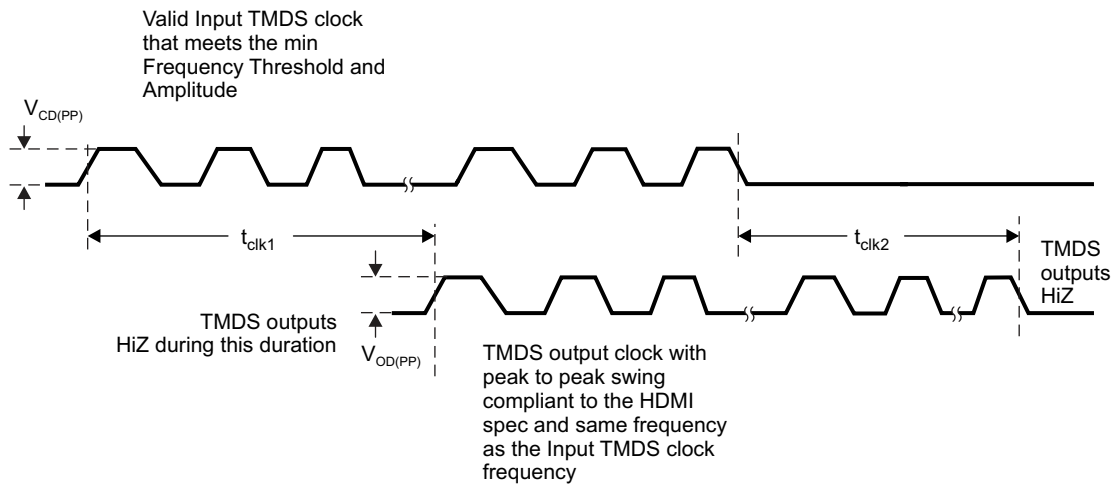 Valid Input TMDS clock
that meets the min
Frequency Threshold and
Amplitude
VCD(PP)
tclk1
tclk2
TMDS
outputs
HiZ
TMDS outputs
HiZ during this duration
VOD(PP)
TMDS output clock with
peak to peak swing
compliant to the HDMI
spec and same frequency
as the Input TMDS clock
frequency